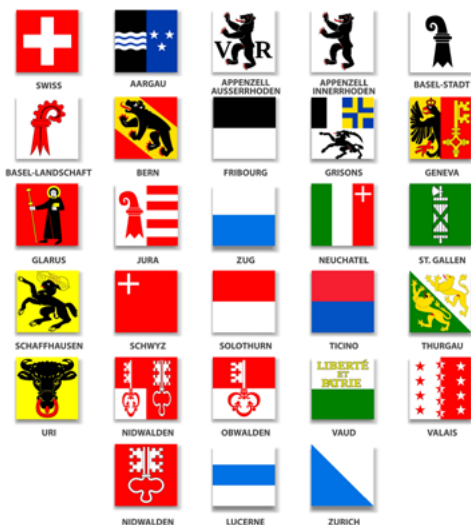 V R
SWISS
AARGAU
APPENZELL
AUSSERRHODEN
APPENZELL
INNERRHODEN
BASEL-STADT
BASEL-LANDSCHAFT
BERN
FRIBOURG
GRISONS
GENEVA
GLARUS
JURA
ZUG
NEUCHATEL
ST. GALLEN
SCHAFFHAUSEN
SCHWYZ
SOLOTHURN
TICINO
THURGAU
LIBERTÉ
ET
PATRIE
URI
NIDWALDEN
OBWALDEN
VAUD
VALAIS
NIDWALDEN
LUCERNE
ZURICH